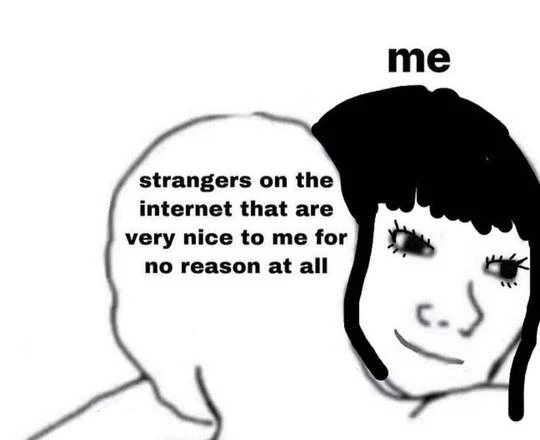 me
strangers on the
internet that are
very nice to me for
no reason at all